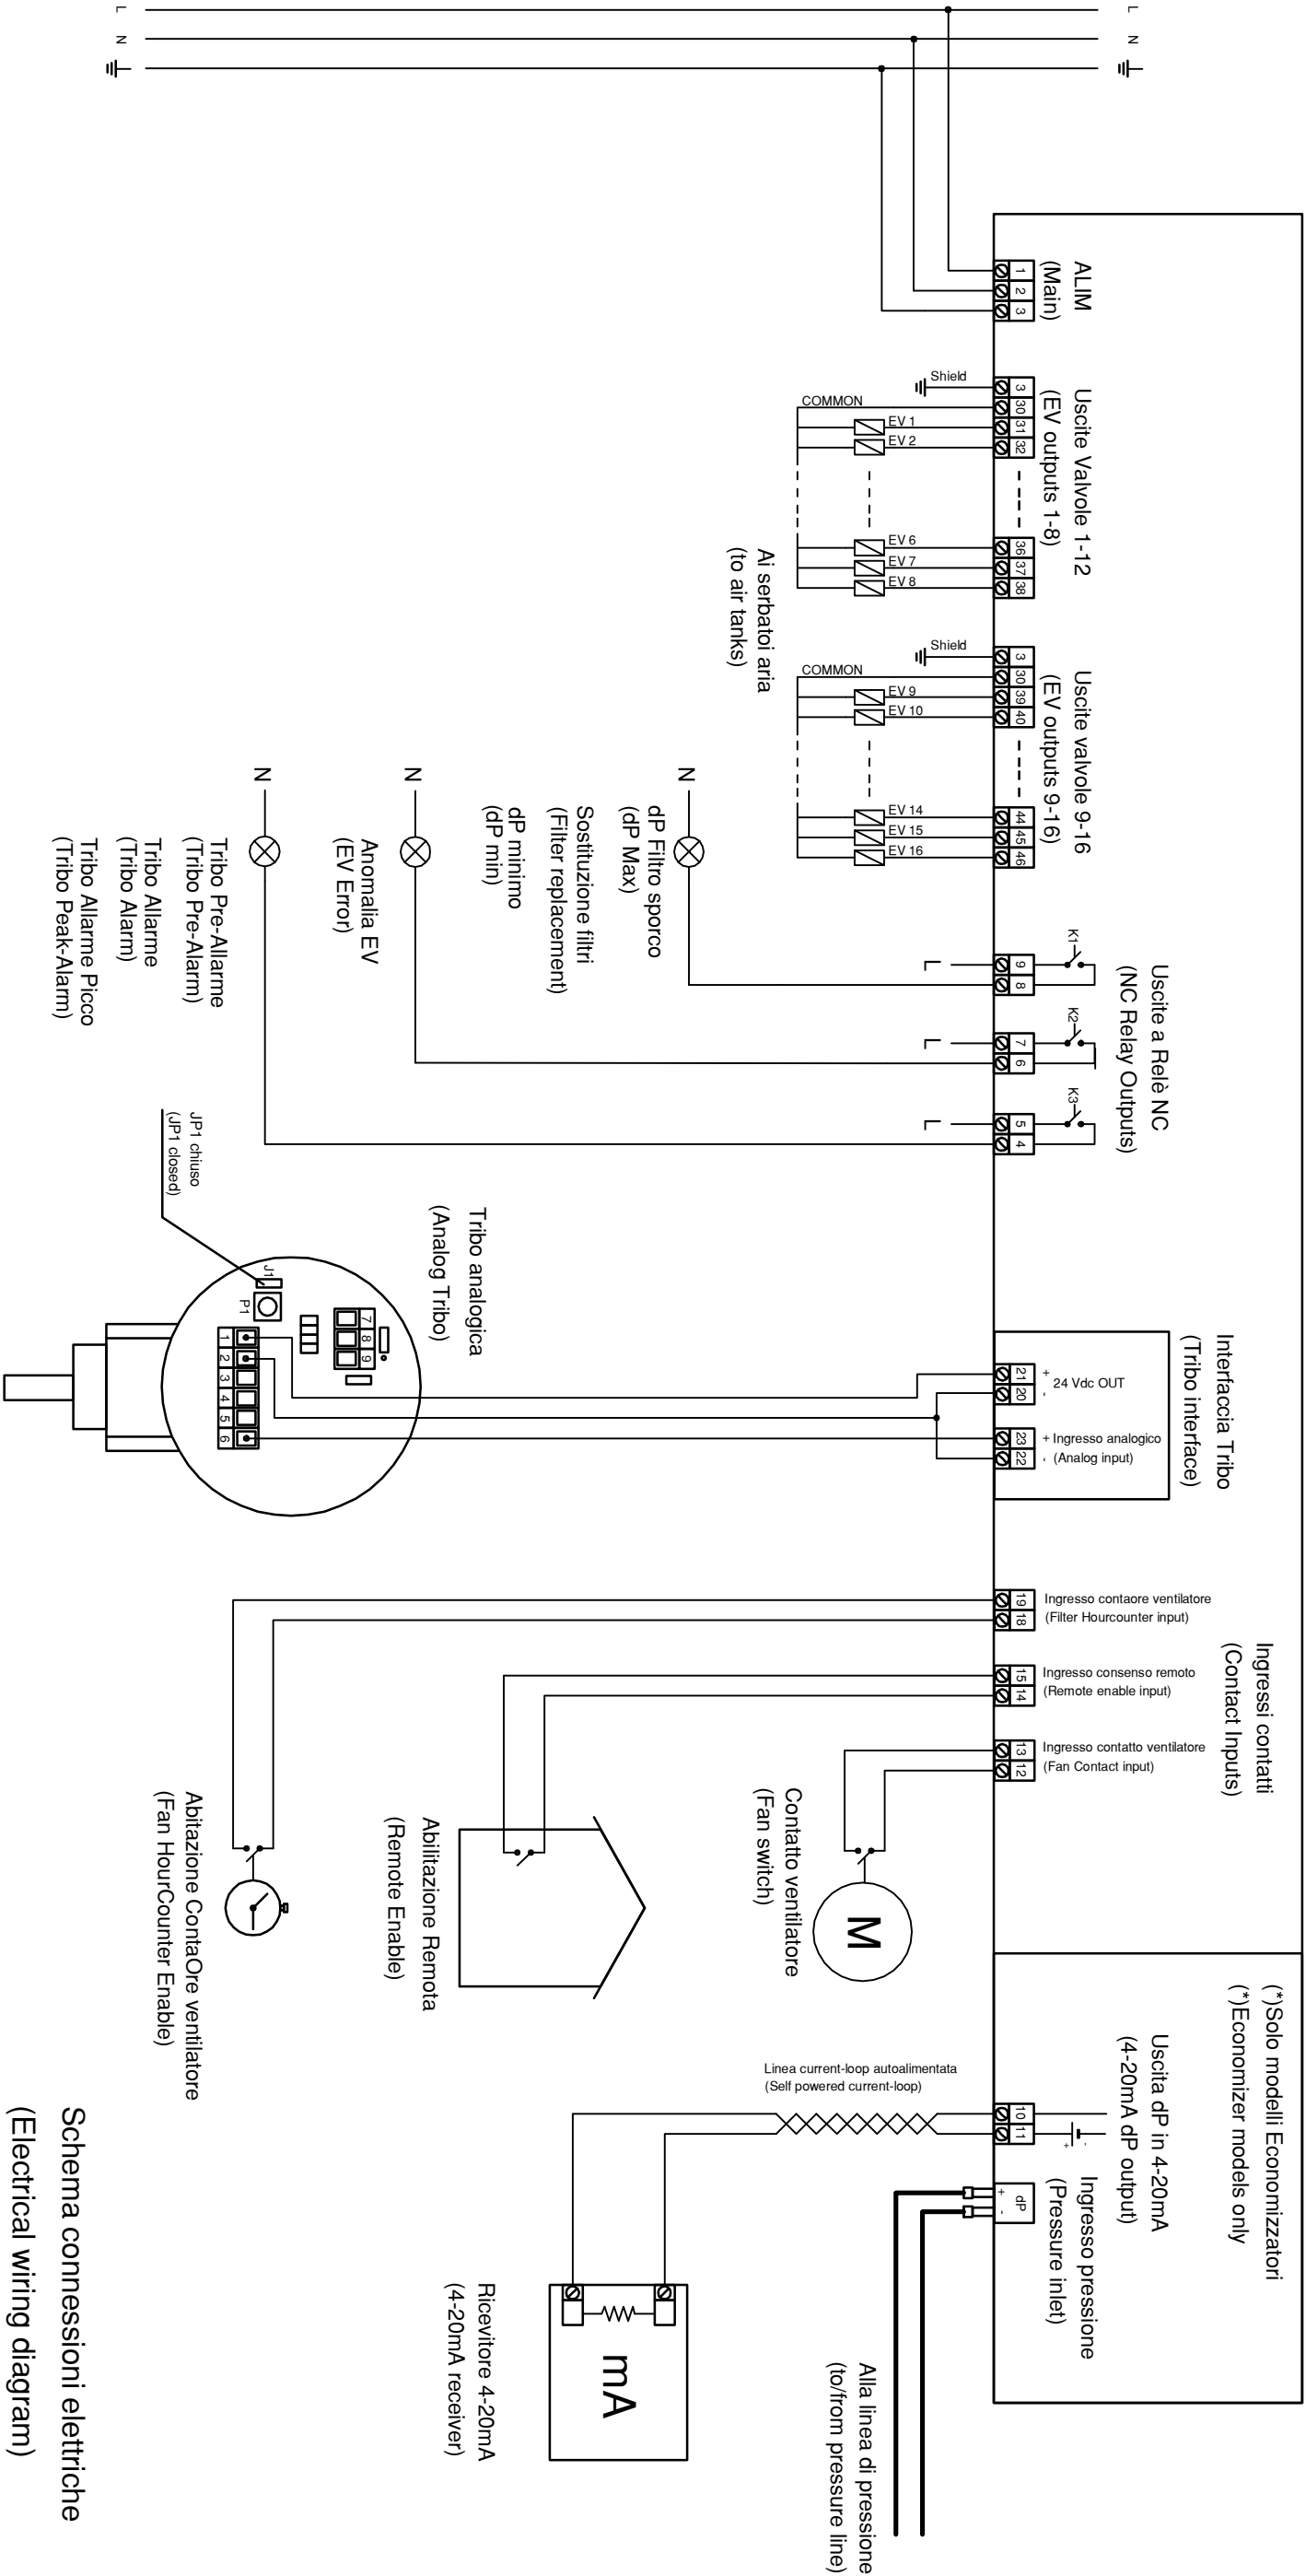 L
N
L
N
ALIM
(Main)
1
2
3
Uscite Valvole 1-12
(EV outputs 1-8)
3
30
31
32
36
37
38
Shield
COMMON
EV 1
EV 2
EV 6
EV 7
EV 8
Ai serbatoi aria
(to air tanks)
Uscite valvole 9-16
(EV outputs 9-16)
3
30
39
40
44
45
46
Shield
COMMON
EV 9
EV 10
EV 14
EV 15
EV 16
Uscite a Relè NC
(NC Relay Outputs)
K1
K2
K3
9
8
7
6
5
4
L
L
L
N
dP Filtro sporco
(dP Max)
Sostituzione filtri
(Filter replacement)
dP minimo
(dP min)
N
Anomalia EV
(EV Error)
N
Tribo Pre-Allarme
(Tribo Pre-Alarm)
Tribo Allarme
(Tribo Alarm)
Tribo Allarme Picco
(Tribo Peak-Alarm)
Interfaccia Tribo
(Tribo interface)
21
20
+
-
24 Vdc OUT
23
22
+ Ingresso analogico
- (Analog input)
Tribo analogica
(Analog Tribo)
JP1 chiuso
(JP1 closed)
J1
P1
7
8
9
1
2
3
4
5
6
Ingressi contatti
(Contact Inputs)
19
18
Ingresso contaore ventilatore
(Filter Hourcounter input)
15
14
Ingresso consenso remoto
(Remote enable input)
13
12
Ingresso contatto ventilatore
(Fan Contact input)
M
Contatto ventilatore
(Fan switch)
Abilitazione Remota
(Remote Enable)
Abitazione ContaOre ventilatore
(Fan HourCounter Enable)
(*)Solo modelli Economizzatori
(*)Economizer models only
Uscita dP in 4-20mA
(4-20mA dP output)
10
11
+
-
Ingresso pressione
(Pressure inlet)
dP
+
-
Linea current-loop autoalimentata
(Self powered current-loop)
Alla linea di pressione
(to/from pressure line)
mA
Ricevitore 4-20mA
(4-20mA receiver)
Schema connessioni elettriche
(Electrical wiring diagram)